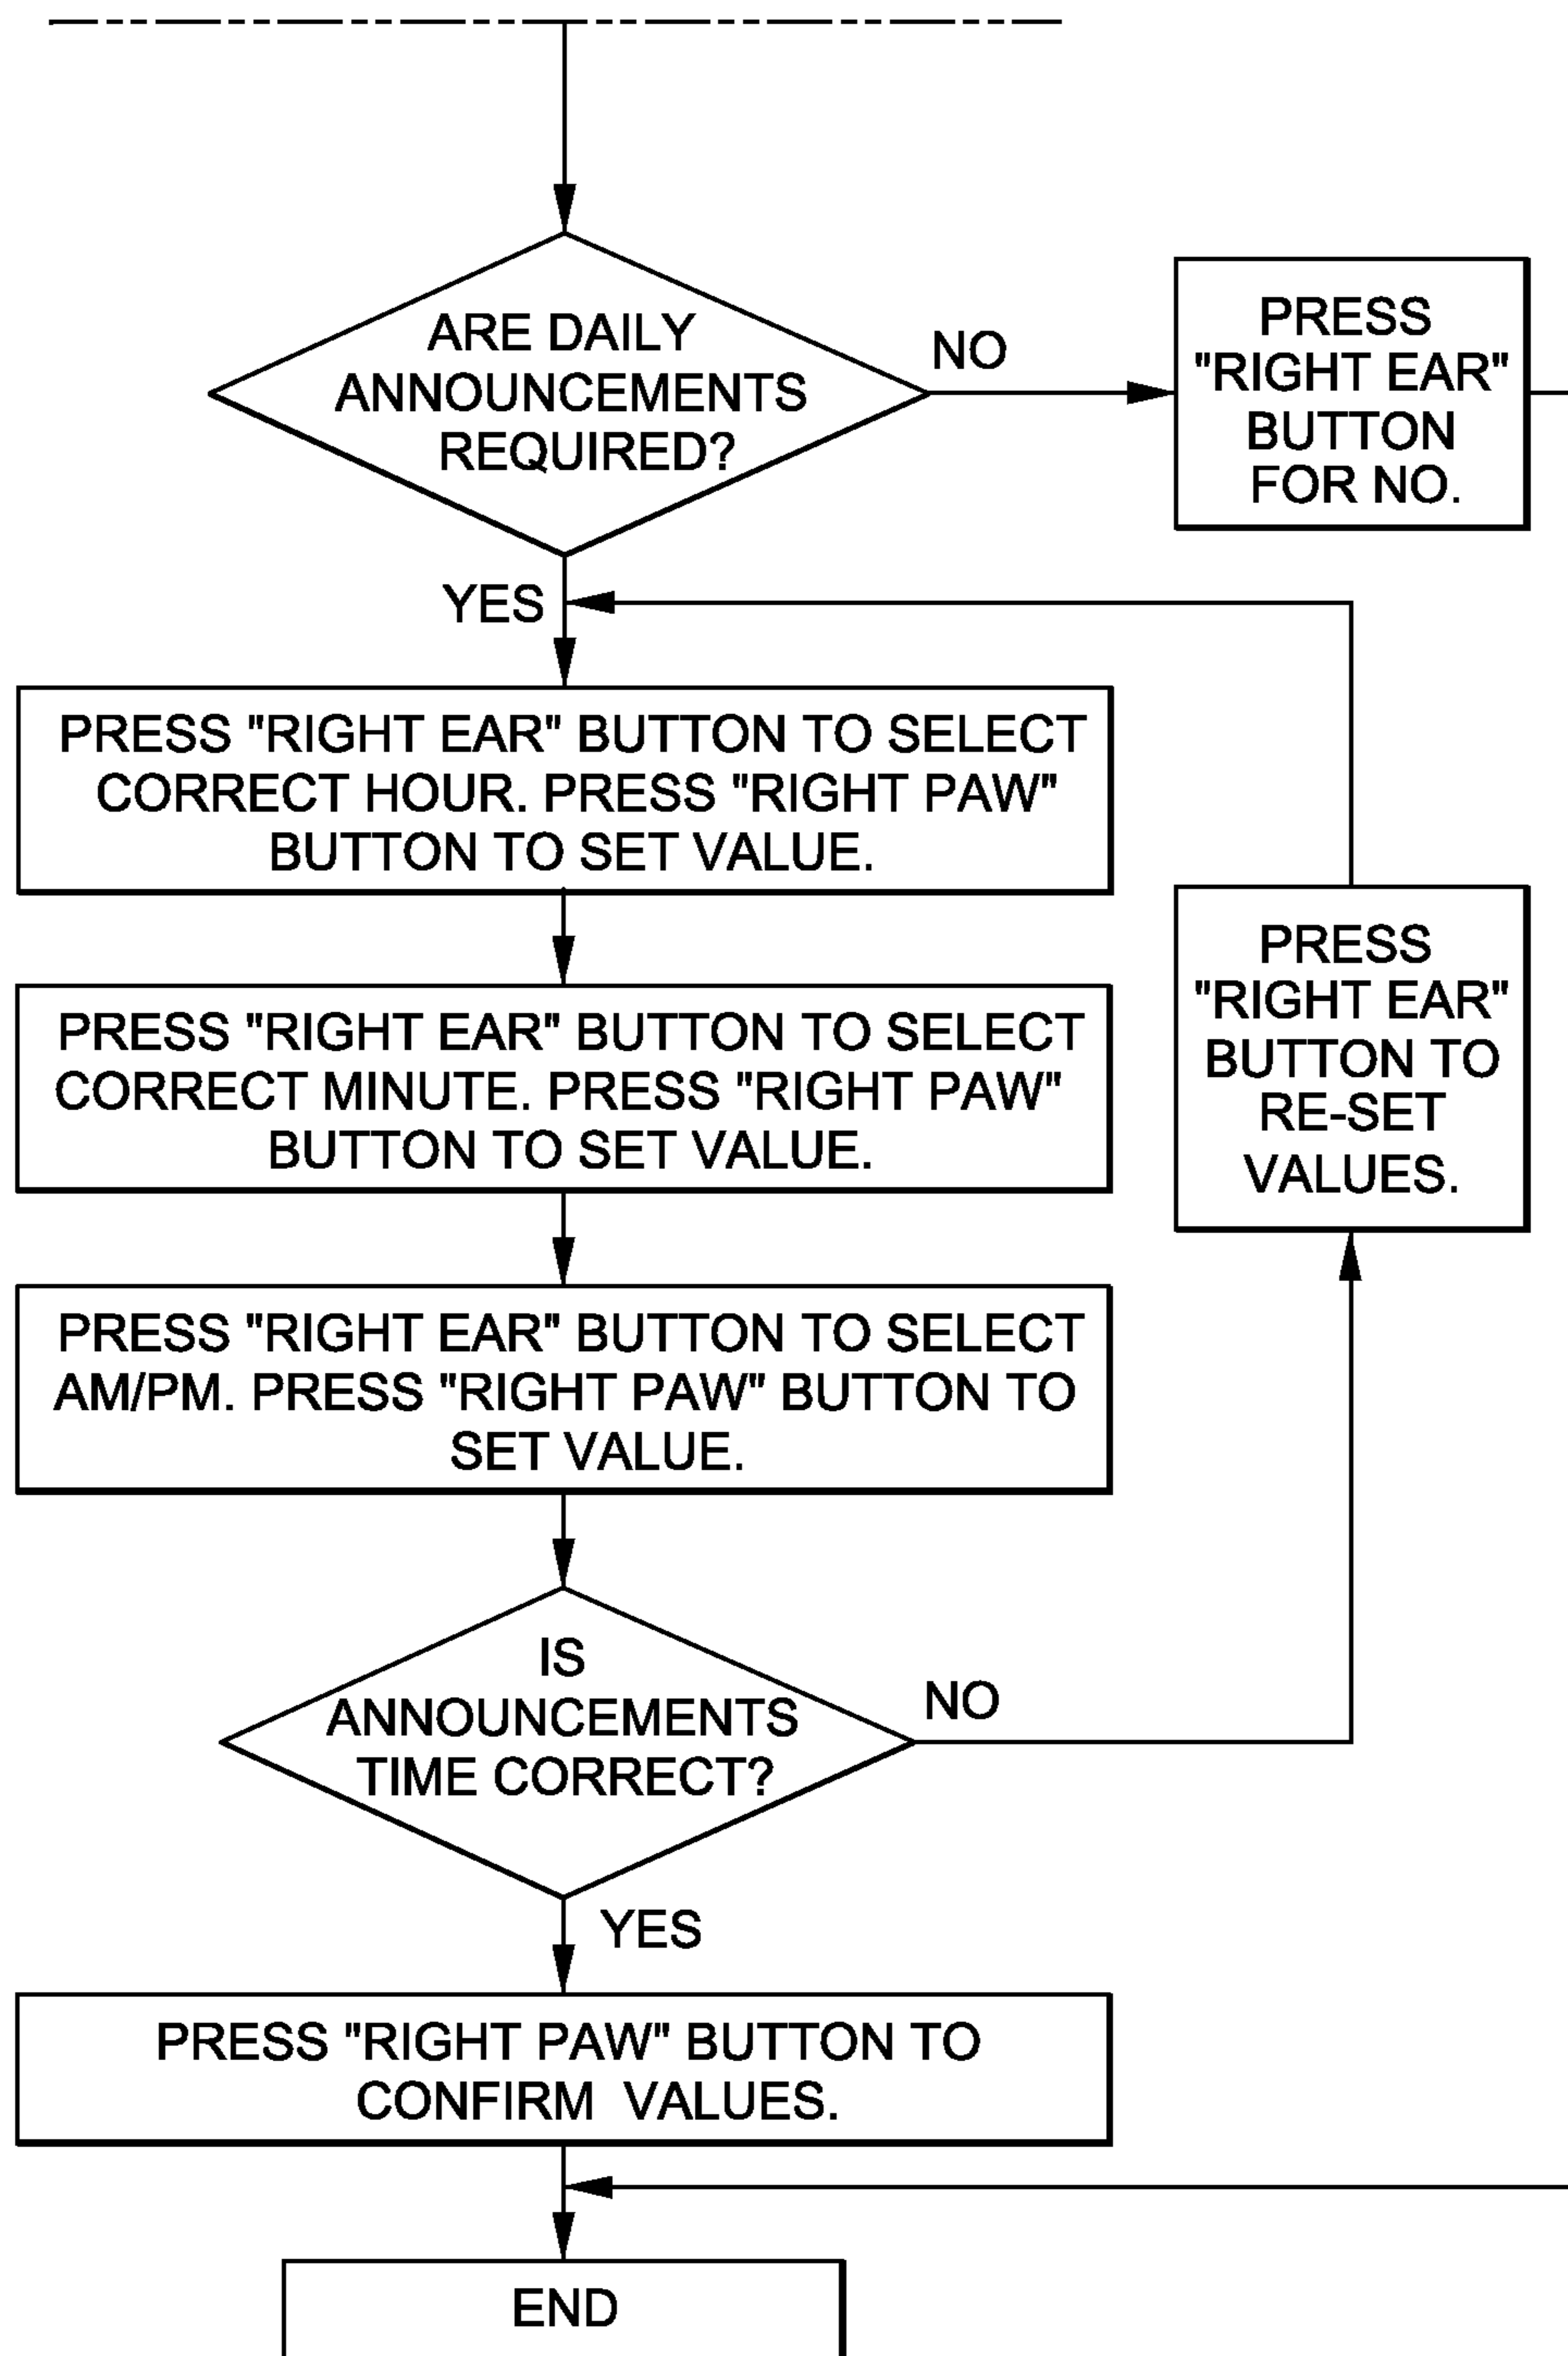 ARE DAILY
ANNOUNCEMENTS
REQUIRED?
NO
PRESS
"RIGHT EAR"
BUTTON
FOR NO.
YES
PRESS "RIGHT EAR" BUTTON TO SELECT
CORRECT HOUR. PRESS "RIGHT PAW"
BUTTON TO SET VALUE.
PRESS "RIGHT EAR" BUTTON TO SELECT
CORRECT MINUTE. PRESS "RIGHT PAW"
BUTTON TO SET VALUE.
PRESS
"RIGHT EAR"
BUTTON TO
RE-SET
VALUES.
PRESS "RIGHT EAR" BUTTON TO SELECT
AM/PM. PRESS "RIGHT PAW" BUTTON TO
SET VALUE.
IS
ANNOUNCEMENTS
TIME CORRECT?
NO
YES
PRESS "RIGHT PAW" BUTTON TO
CONFIRM VALUES.
END